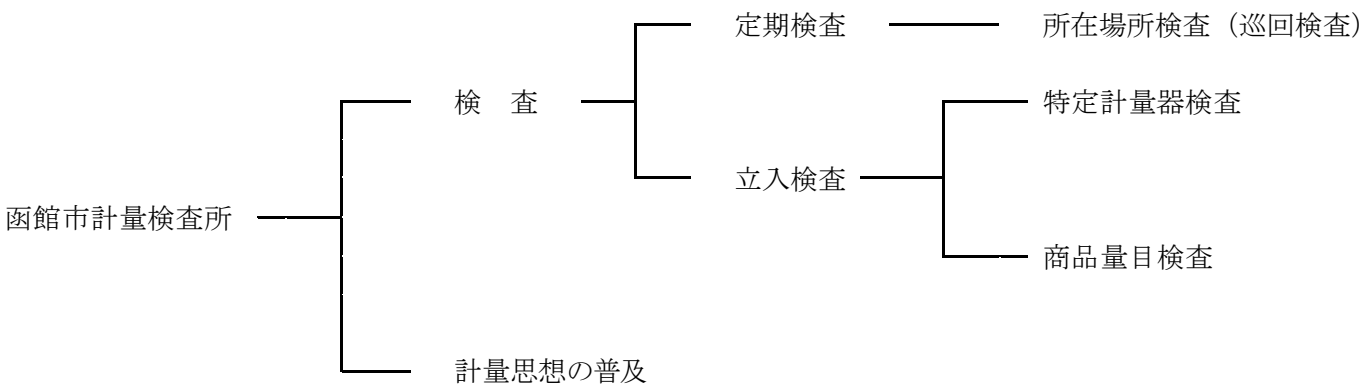 定期検査
所在場所検査（巡回検査）
検　査
特定計量器検査
立入検査
函館市計量検査所
商品量目検査
計量思想の普及